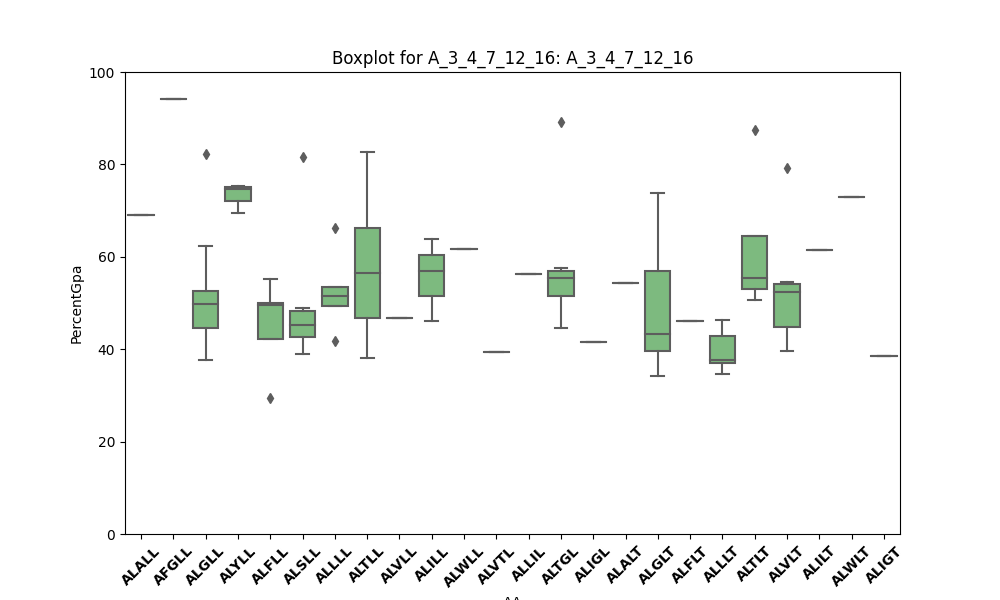 Boxplot for A_3_4_7_12_16: A_3_4_7_12_16
PercentGpa
100
80
60
40
20
0
ALALL AFGLL ALGLL ALYLL ALFLL ALSLL ALLLL ALTLL ALVLL ALILL ALWLL ALVTL ALLIL ALTGL ALIGL ALALT ALGLT ALFLT ALLLT ALTLT ALVLT ALILT ALWLT ALIGT